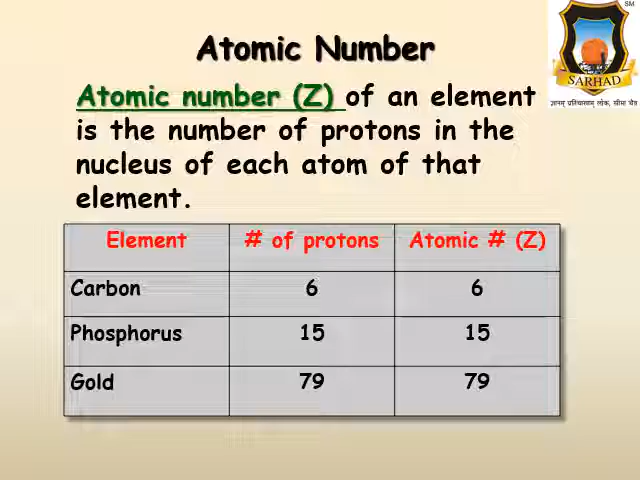 Atomic Number
SM
SARHAD
Atomic number (Z) of an element
is the number of protons in the
nucleus of each atom of that
element.
Element # of protons Atomic # (Z)
Carbon 6 6
Phosphorus 15 15
Gold 79 79